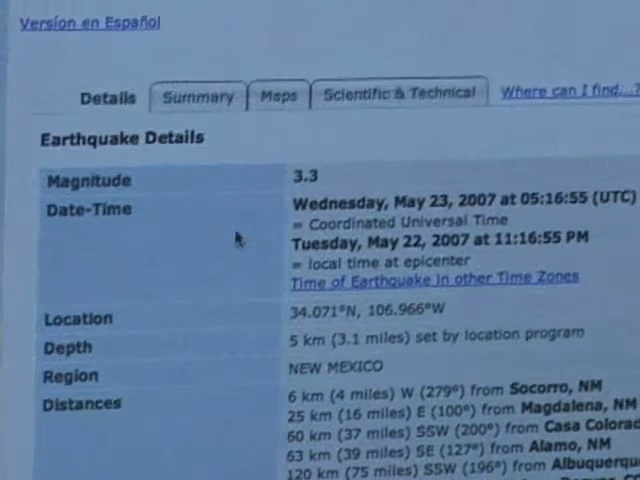 Versíon en Español
Details Summary Maps Scientific & Technical Where can I find...?
Earthquake Details
Magnitude 3.3
Date-Time Wednesday, May 23, 2007 at 05:16:55 (UTC)
= Coordinated Universal Time
Tuesday, May 22, 2007 at 11:16:55 PM
= local time at epicenter
Time of Earthquake in other Time Zones
Location 34.071°N, 106.966°W
Depth 5 km (3.1 miles) set by location program
Region NEW MEXICO
Distances 6 km (4 miles) W (279°) from Socorro, NM
25 km (16 miles) E (100°) from Magdalena, NM
60 km (37 miles) SSW (200°) from Casa Colorad
63 km (39 miles) SE (127°) from Alamo, NM
120 km (75 miles) SSW (196°) from Albuquerqu